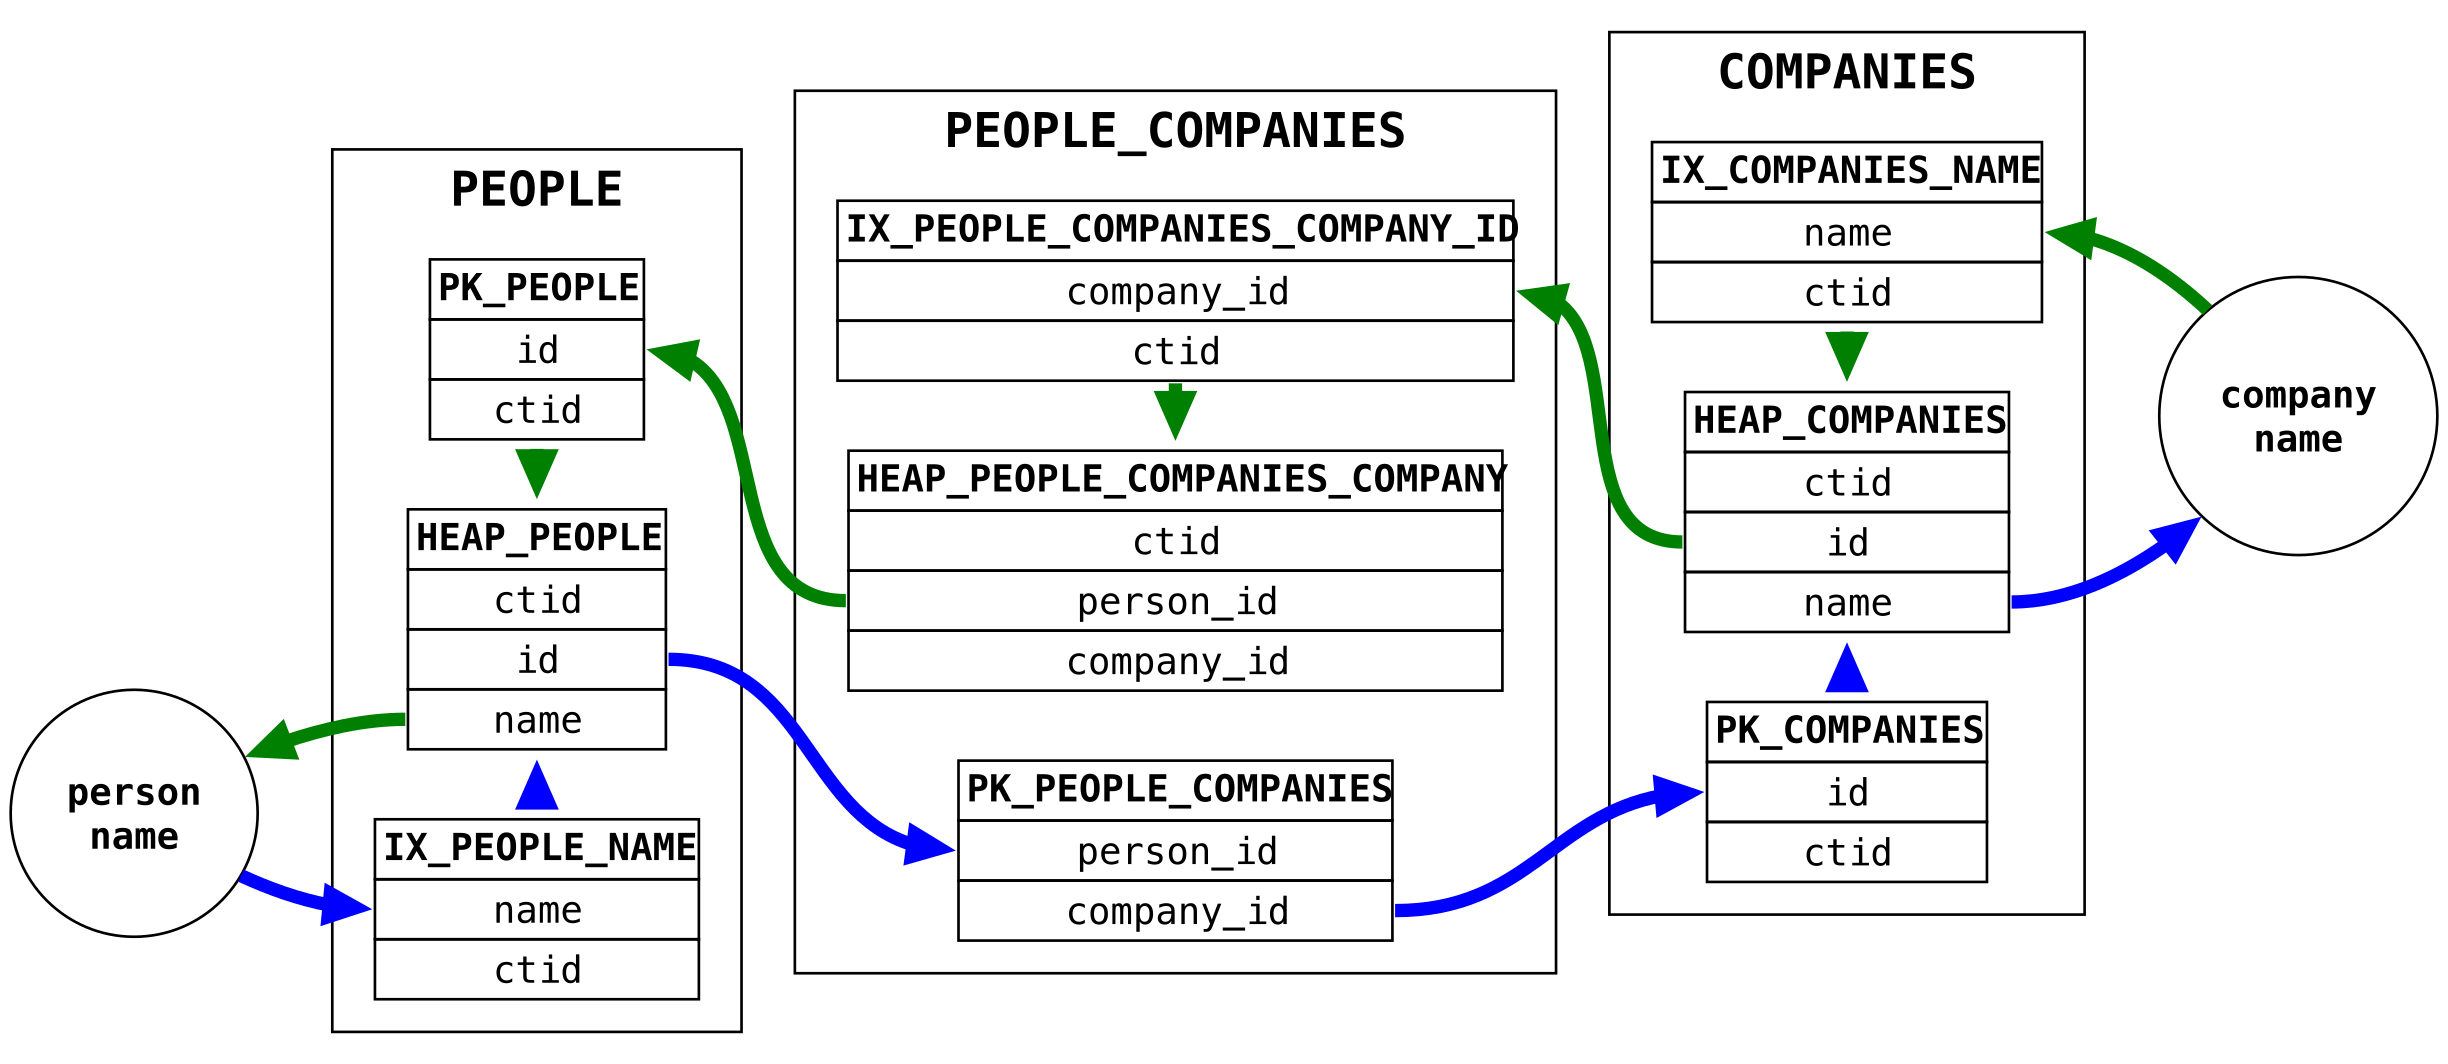 PEOPLE
PK_PEOPLE
id
ctid
HEAP_PEOPLE
ctid
id
name
IX_PEOPLE_NAME
name
ctid
person
name
PEOPLE_COMPANIES
IX_PEOPLE_COMPANIES_COMPANY_ID
company_id
ctid
HEAP_PEOPLE_COMPANIES_COMPANY
ctid
person_id
company_id
PK_PEOPLE_COMPANIES
person_id
company_id
COMPANIES
IX_COMPANIES_NAME
name
ctid
HEAP_COMPANIES
ctid
id
name
PK_COMPANIES
id
ctid
company
name